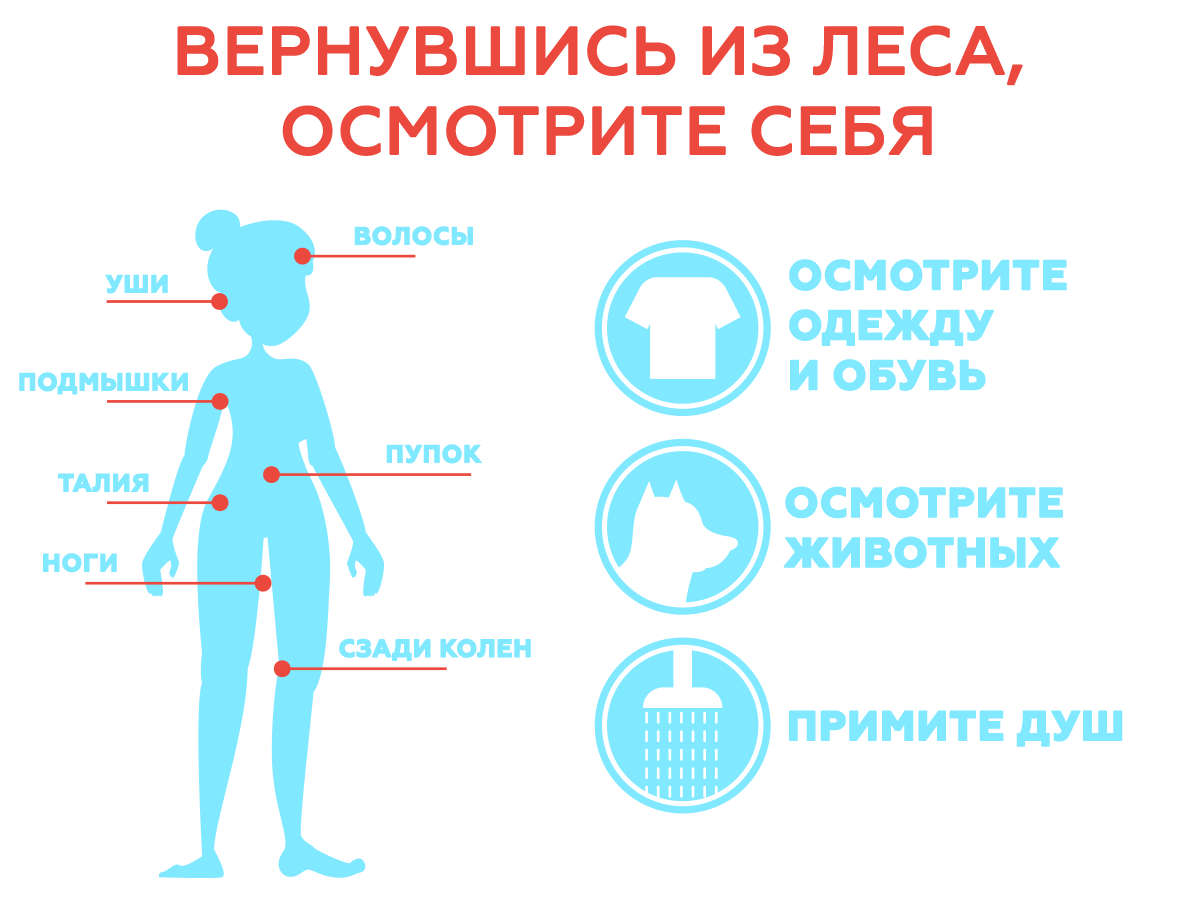 ВЕРНУВШИСЬ ИЗ ЛЕСА,
ОСМОТРИТЕ СЕБЯ
ВОЛОСЫ
УШИ
ПОДМЫШКИ
ПУПОК
ТАЛИЯ
НОГИ
СЗАДИ КОЛЕН
ОСМОТРИТЕ
ОДЕЖДУ
И ОБУВЬ
ОСМОТРИТЕ
ЖИВОТНЫХ
ПРИМИТЕ ДУШ